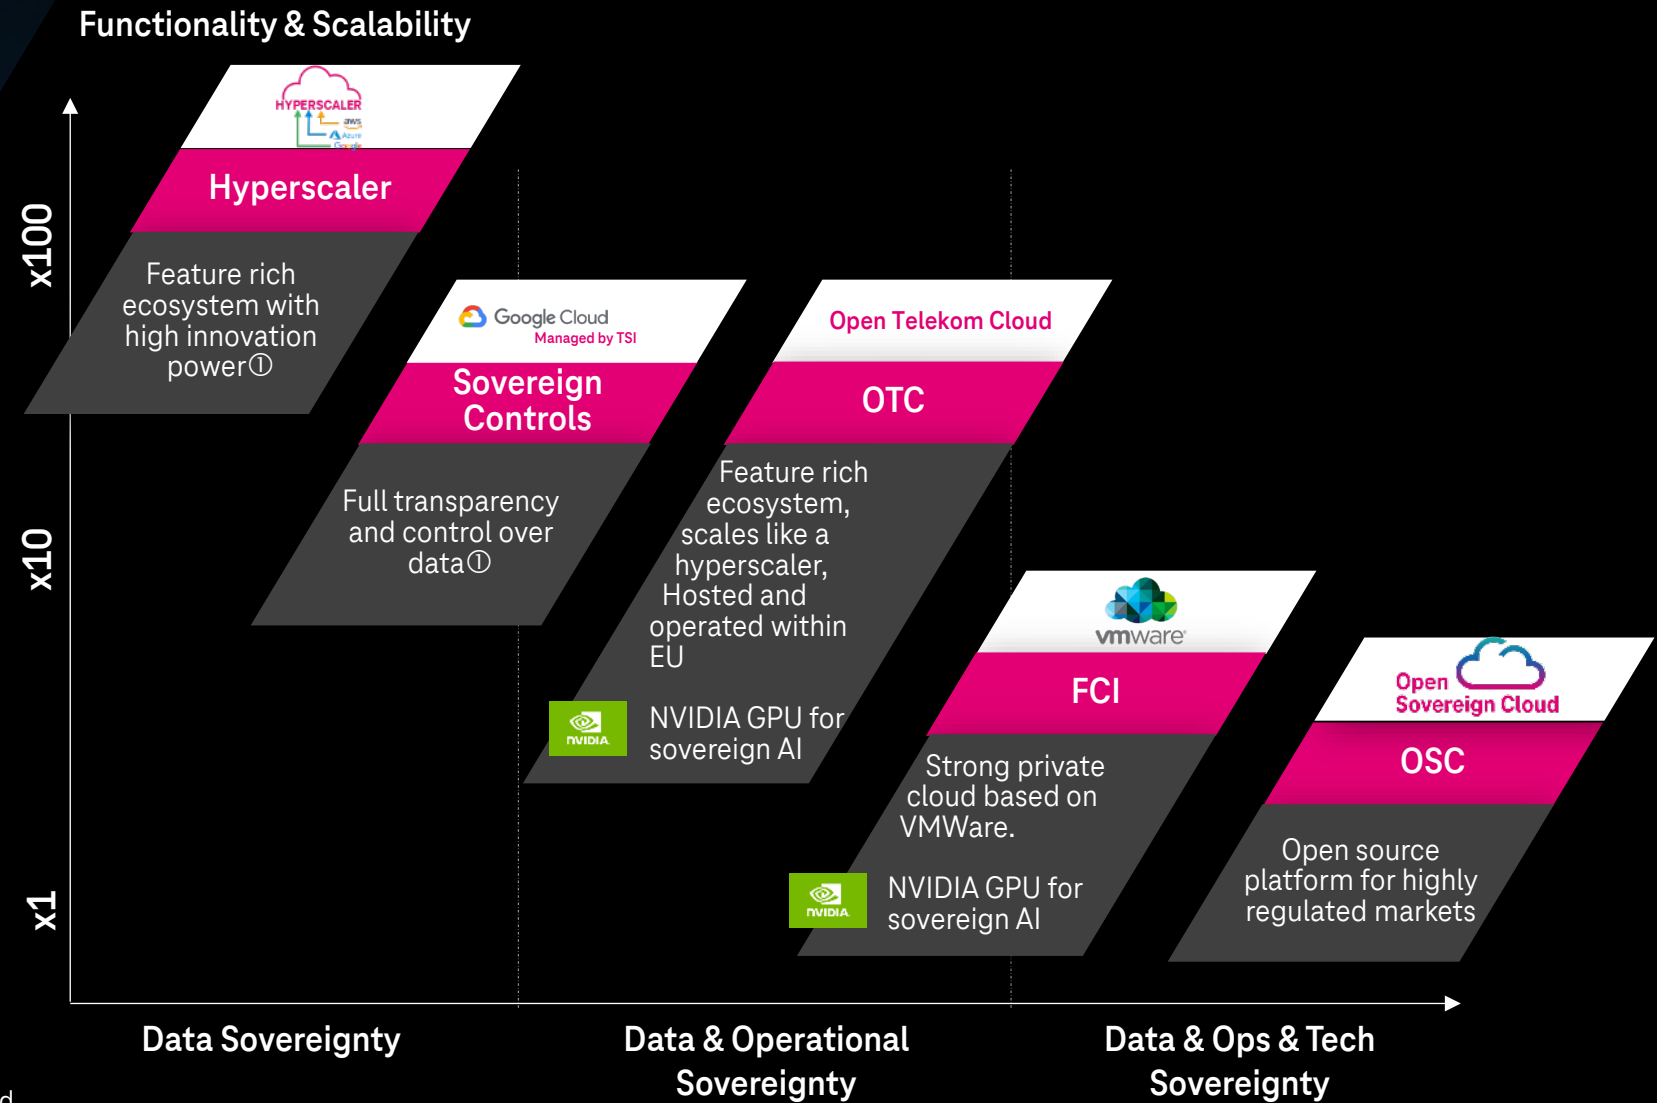 Functionality & Scalability
HYPERSCALER
aws
Azure
Google
Hyperscaler
Feature rich
ecosystem with
high innovation
power①
Google Cloud
Managed by TSI
Sovereign
Controls
Full transparency
and control over
data①
Open Telekom Cloud
OTC
Feature rich
ecosystem,
scales like a
hyperscaler,
Hosted and
operated within
EU
NVIDIA
NVIDIA GPU for
sovereign AI
vmware®
FCI
Strong private
cloud based on
VMWare.
NVIDIA
NVIDIA GPU for
sovereign AI
Open
Sovereign Cloud
OSC
Open source
platform for highly
regulated markets
x100
x10
x1
Data Sovereignty
Data & Operational
Sovereignty
Data & Ops & Tech
Sovereignty